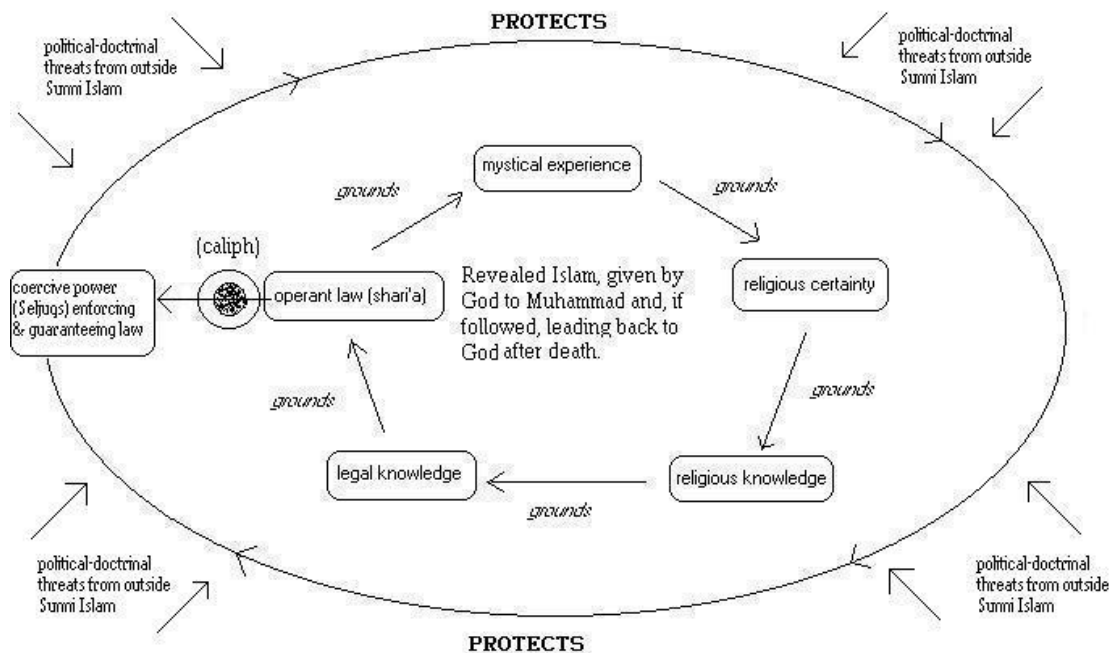 PROTECTS
political-doctrinal
threats from outside
Sunni Islam
political-doctrinal
threats from outside
Sunni Islam
mystical experience
grounds
grounds
(caliph)
coercive power
(Seljuqs) enforcing
& guaranteeing law
operant law (shari'a)
Revealed Islam, given by
God to Muhammad and, if
followed, leading back to
God after death.
religious certainty
grounds
grounds
legal knowledge
religious knowledge
grounds
political-doctrinal
threats from outside
Sunni Islam
political-doctrinal
threats from outside
Sunni Islam
PROTECTS